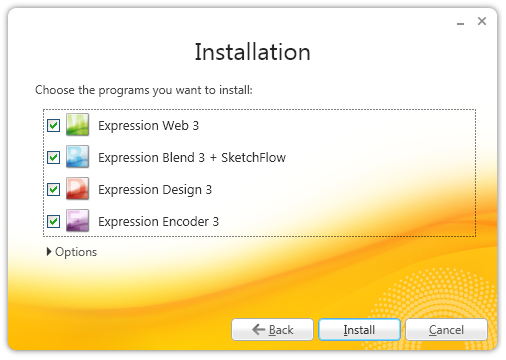 Installation
Choose the programs you want to install:
Expression Web 3
Expression Blend 3 + SketchFlow
Expression Design 3
Expression Encoder 3
Options
Back Install Cancel